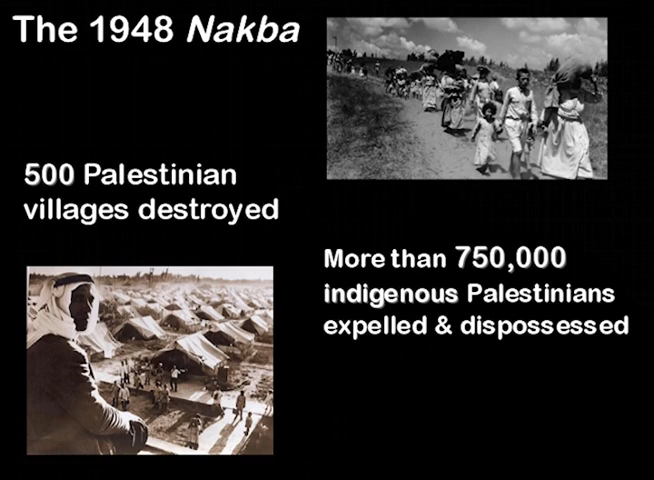 The 1948 Nakba
500 Palestinian
villages destroyed
More than 750,000
indigenous Palestinians
expelled & dispossessed